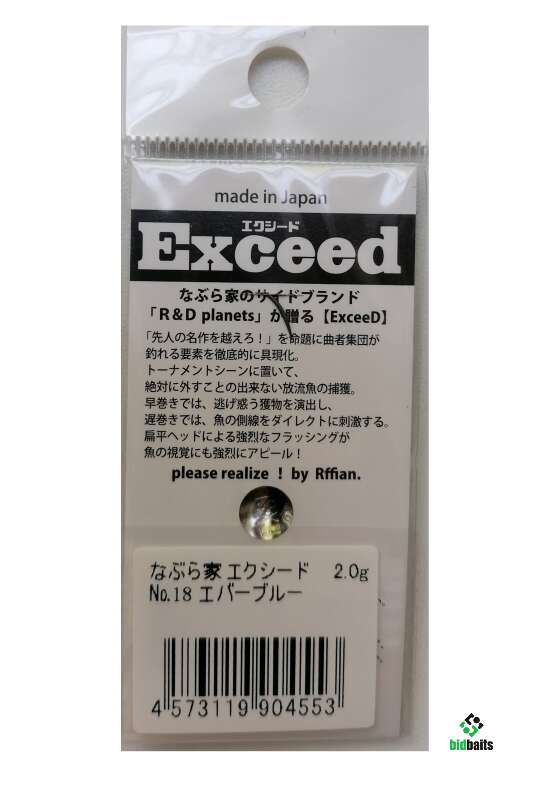 made in Japan
エクシード
Exceed
なぶら家のサイドブランド
「R&D planets」が贈る【ExceeD】
「先人の名作を越えろ！」を命題に曲者集団が
釣れる要素を徹底的に具現化。
トーナメントシーンに置いて、
絶対に外すことの出来ない放流魚の捕獲。
早巻きでは、逃げ惑う獲物を演出し、
遅巻きでは、魚の側線をダイレクトに刺激する。
扁平ヘッドによる強烈なフラッシングが
魚の視覚にも強烈にアピール！
please realize ！ by Rffian.
なぶら家 エクシード 2.0g
No.18 エバーブルー
4 573119 904553
bidbaits